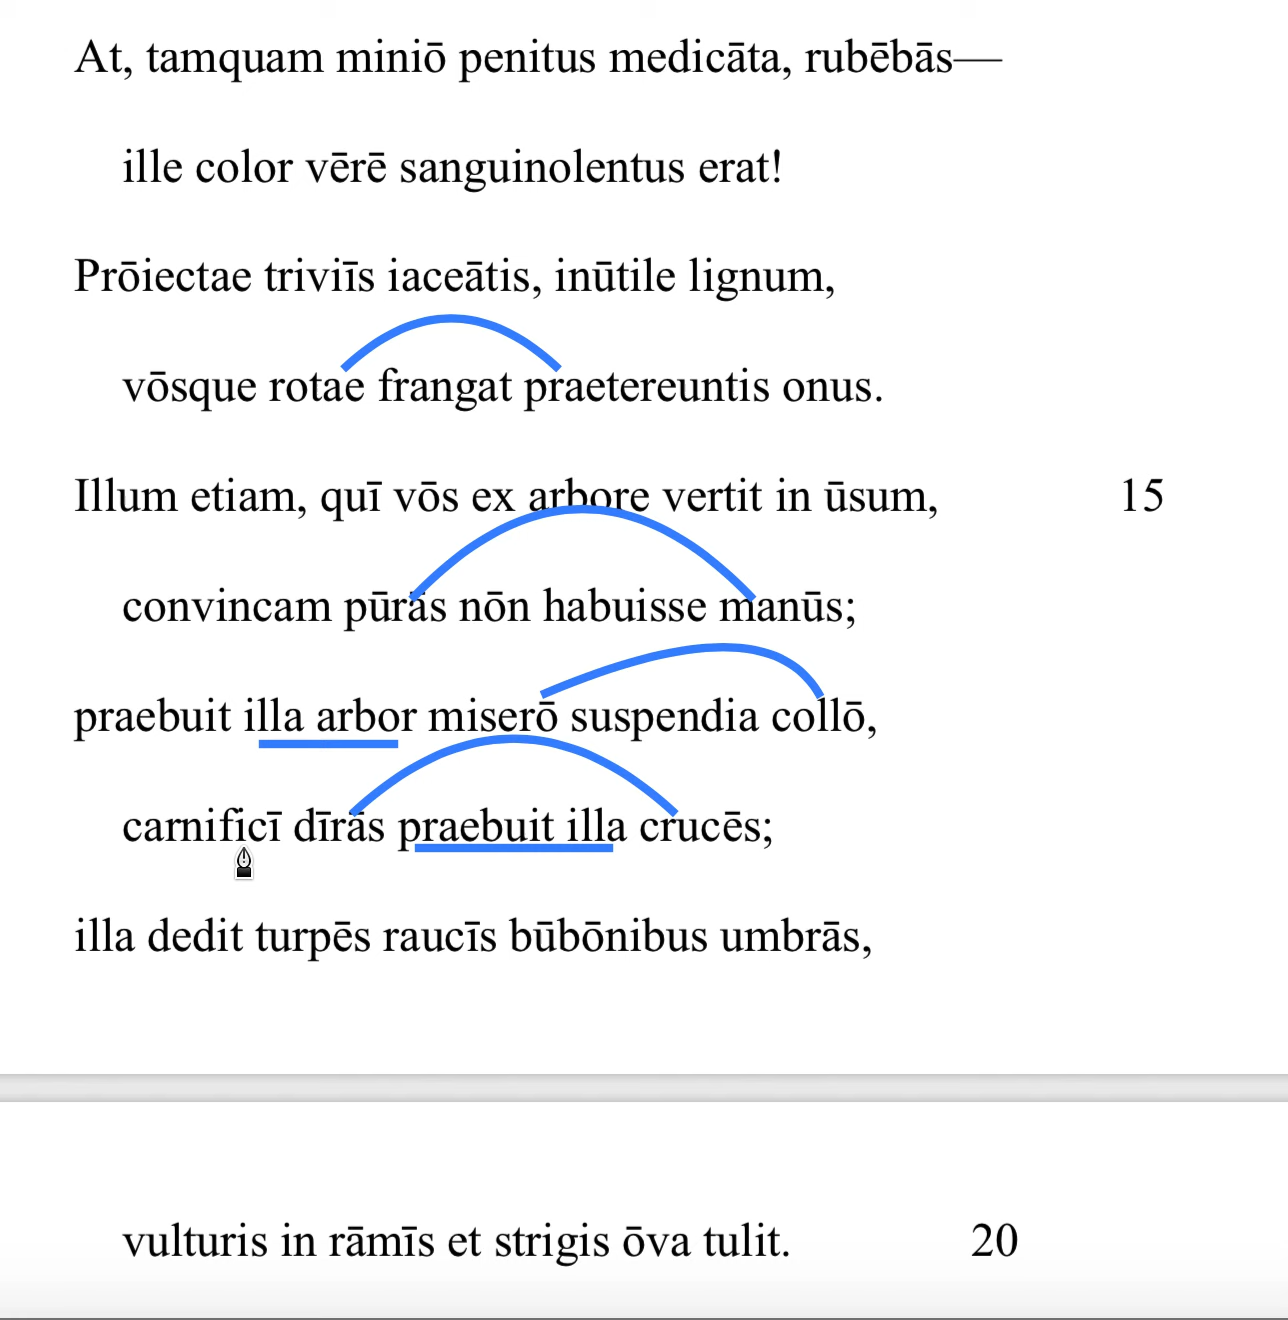 At, tamquam miniō penitus medicāta, rubēbās—
ille color vērē sanguinolentus erat!
Prōiectae triviīs iaceātis, inūtile lignum,
vōsque rotae frangat praetereuntis onus.
Illum etiam, quī vōs ex arbore vertit in ūsum, 15
convincam pūrās nōn habuisse manūs;
praebuit illa arbor miserō suspendia collō,
carnificī dīrās praebuit illa crucēs;
illa dedit turpēs raucīs būbōnibus umbrās,
vulturis in rāmīs et strigis ōva tulit. 20